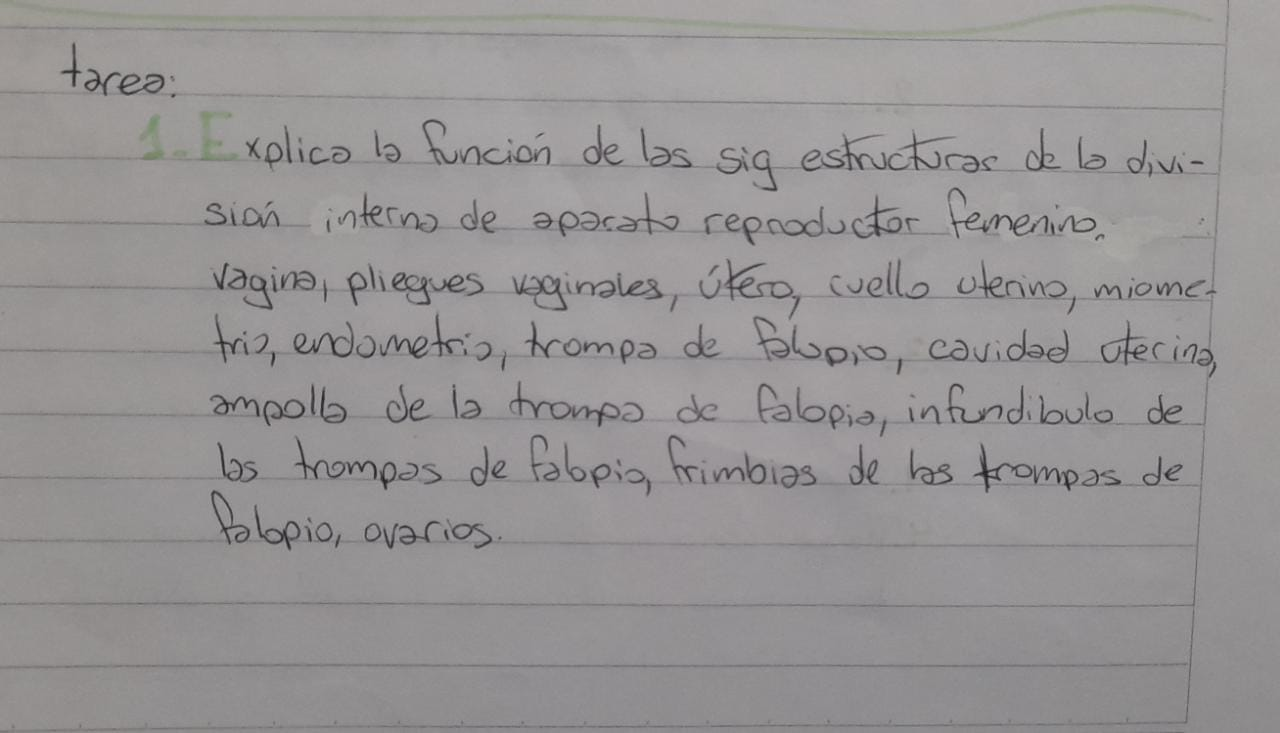 tarea:
1. Explica la función de las sig estructuras de la divi-
sión interna de aparato reproductor femenino.
vagina, pliegues vaginales, útero, cuello uterino, miome-
trio, endometrio, trompa de falopio, cavidad uterina,
ampolla de la trompa de falopio, infundibulo de
las trompas de falopio, frimbias de las trompas de
falopio, ovarios.